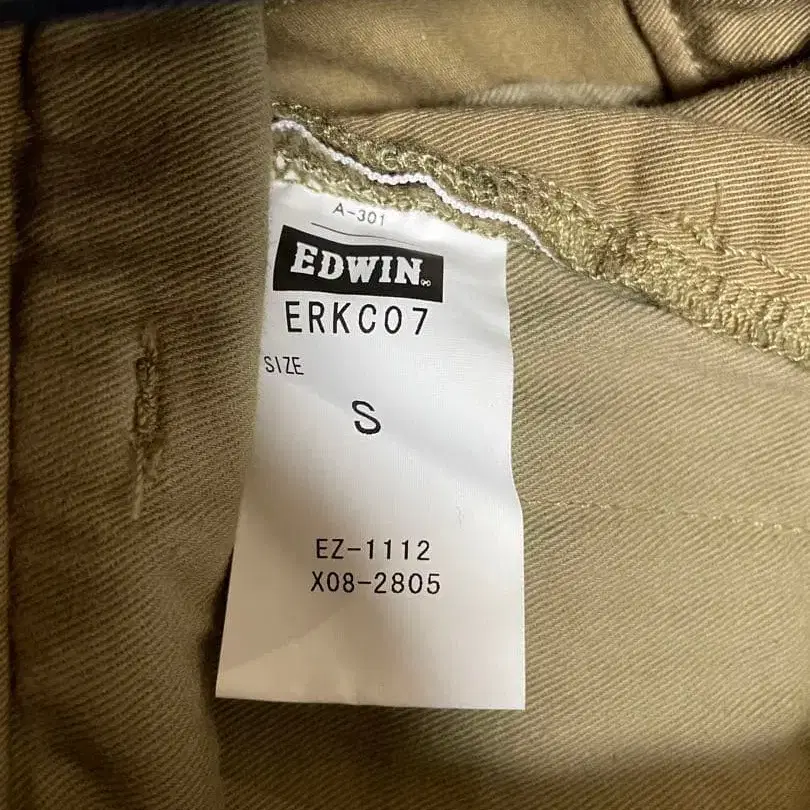 A-301
EDWIN
ERKC07
SIZE
S
EZ-1112
X08-2805